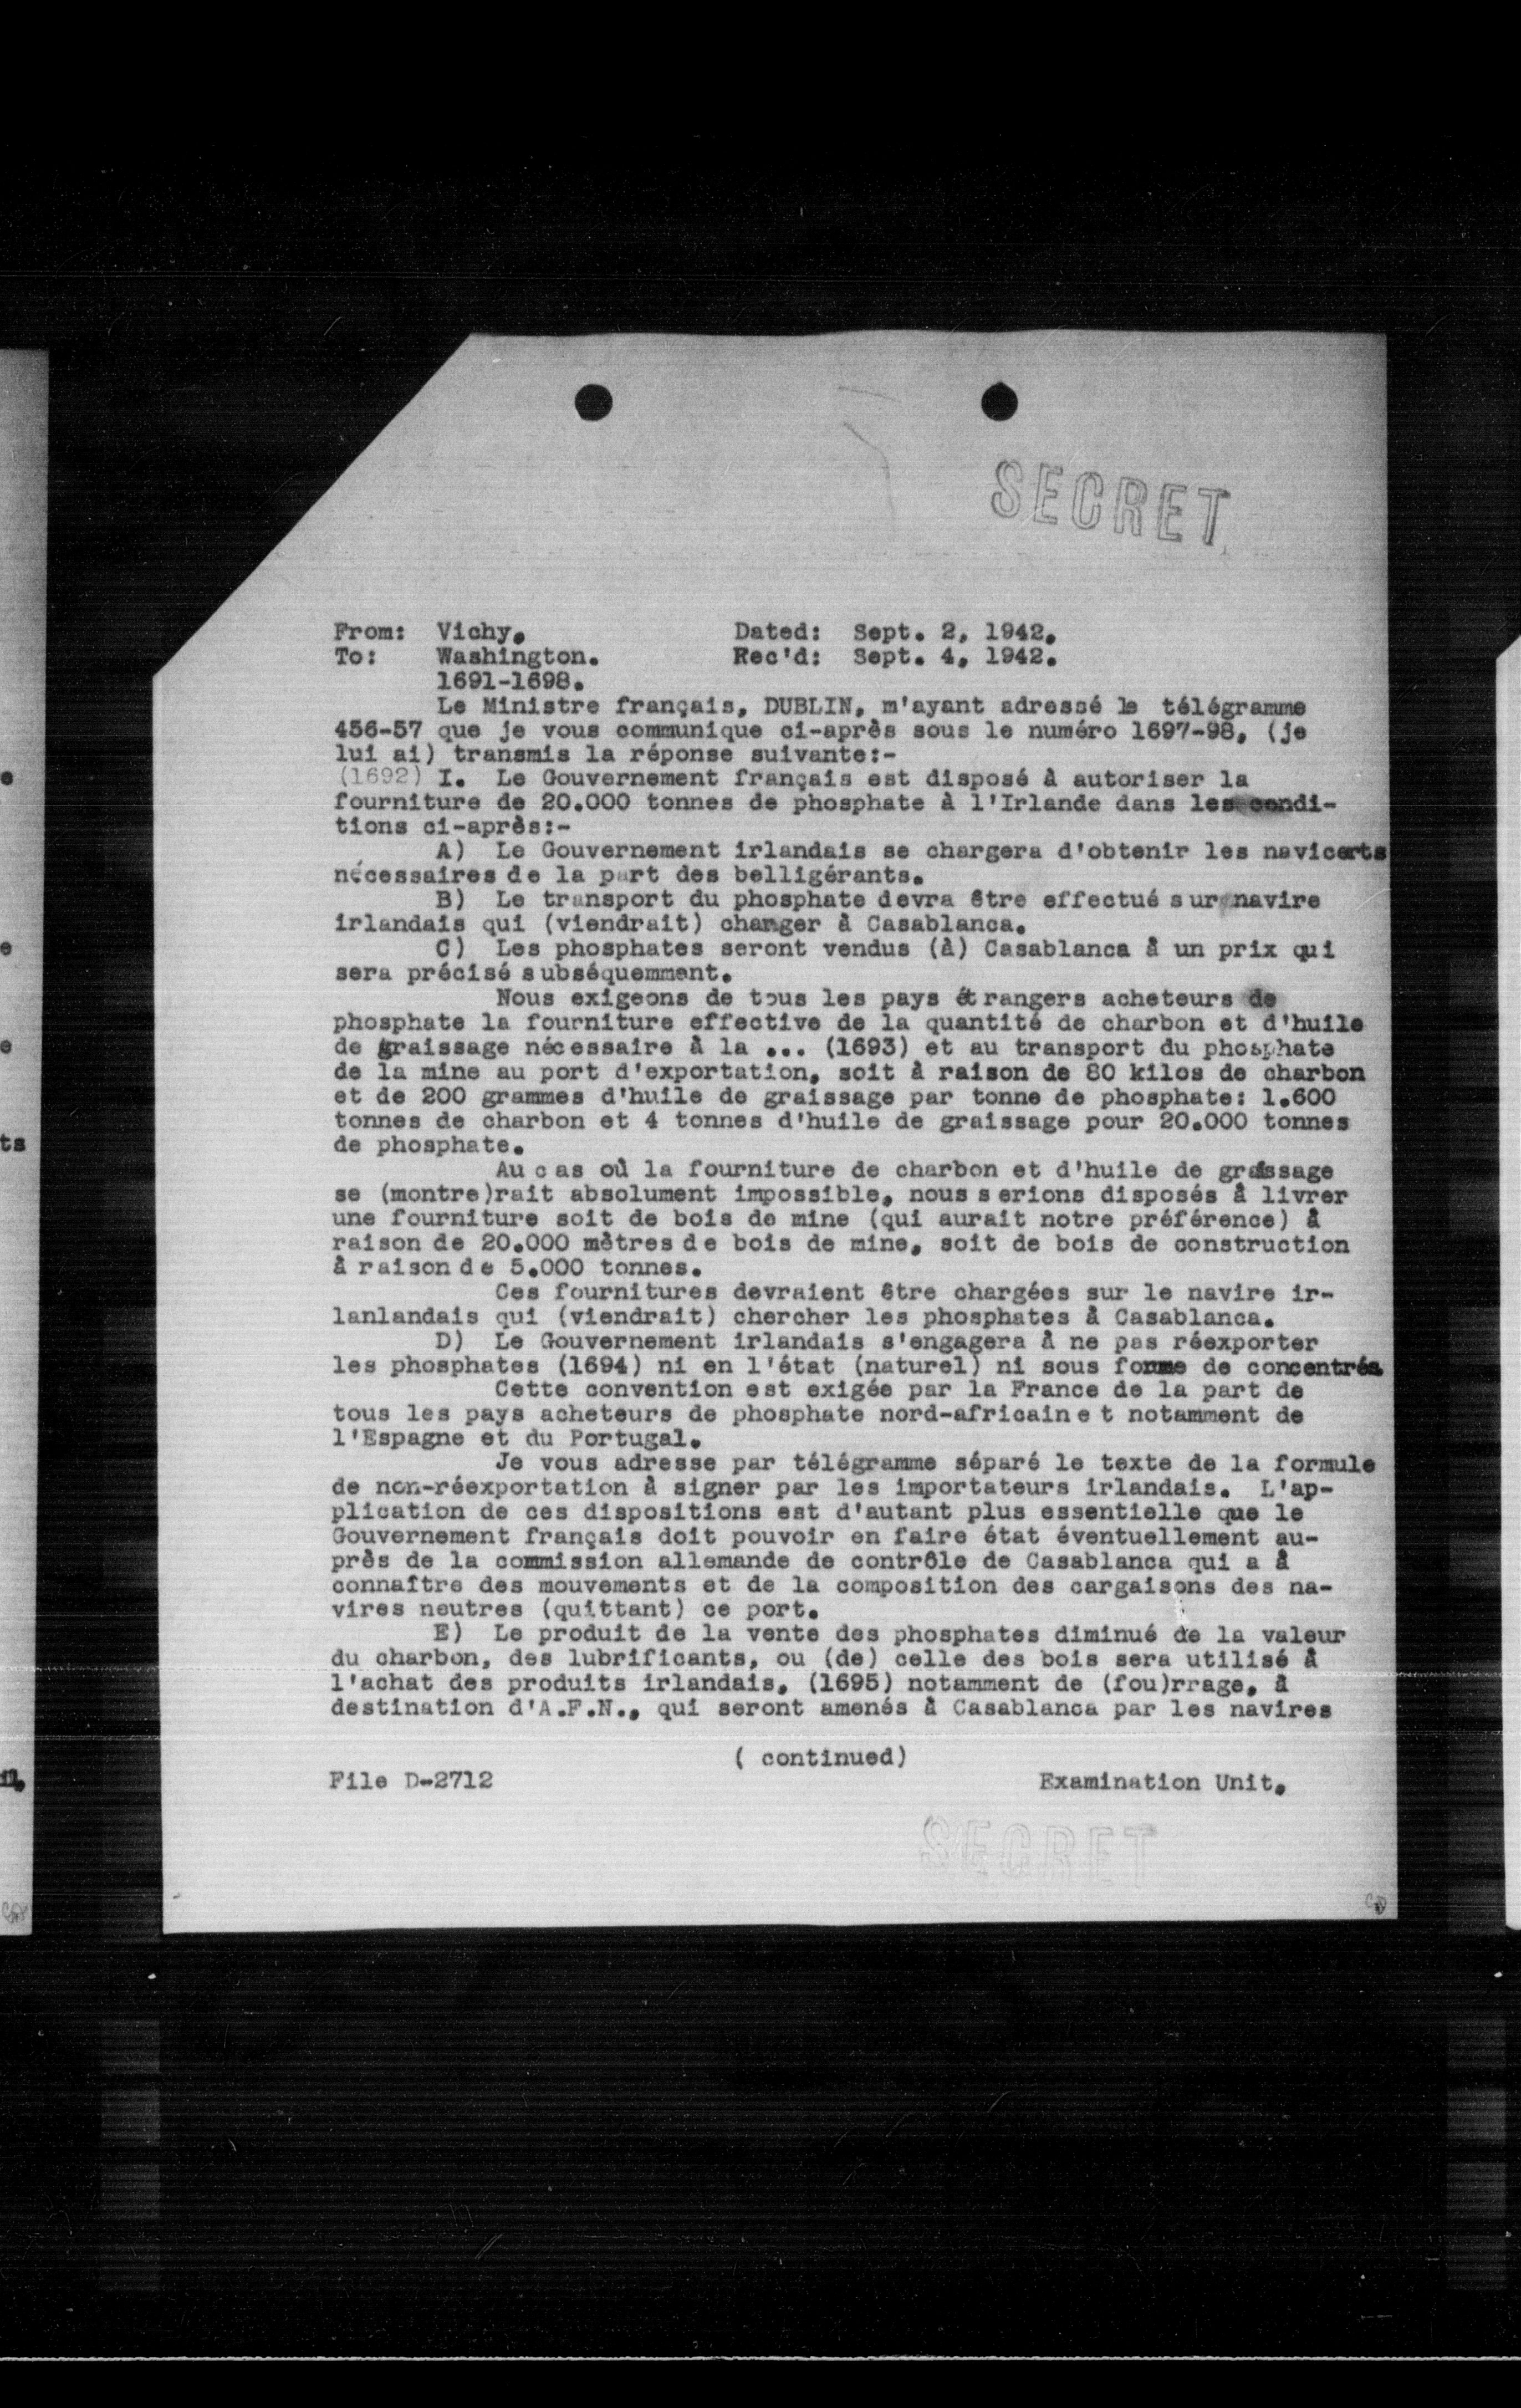 SECRET
From: Vichy. Dated: Sept. 2, 1942.
To: Washington. Rec'd: Sept. 4, 1942.
1691-1698.
Le Ministre français, DUBLIN, m'ayant adressé le télégramme
456-57 que je vous communique ci-après sous le numéro 1697-98, (je
lui ai) transmis la réponse suivante:-
(1692) I. Le Gouvernement français est disposé à autoriser la
fourniture de 20.000 tonnes de phosphate à l'Irlande dans les condi-
tions ci-après:-
A) Le Gouvernement irlandais se chargera d'obtenir les navicerts
nécessaires de la part des belligérants.
B) Le transport du phosphate devra être effectué sur navire
irlandais qui (viendrait) charger à Casablanca.
C) Les phosphates seront vendus (à) Casablanca à un prix qui
sera précisé subséquemment.
Nous exigeons de tous les pays étrangers acheteurs de
phosphate la fourniture effective de la quantité de charbon et d'huile
de graissage nécessaire à la ... (1693) et au transport du phosphate
de la mine au port d'exportation, soit à raison de 80 kilos de charbon
et de 200 grammes d'huile de graissage par tonne de phosphate: 1.600
tonnes de charbon et 4 tonnes d'huile de graissage pour 20.000 tonnes
de phosphate.
Au cas où la fourniture de charbon et d'huile de graissage
se (montre)rait absolument impossible, nous serions disposés à livrer
une fourniture soit de bois de mine (qui aurait notre préférence) à
raison de 20.000 mètres de bois de mine, soit de bois de construction
à raison de 5.000 tonnes.
Ces fournitures devraient être chargées sur le navire ir-
lanlandais qui (viendrait) chercher les phosphates à Casablanca.
D) Le Gouvernement irlandais s'engagera à ne pas réexporter
les phosphates (1694) ni en l'état (naturel) ni sous forme de concentrés
Cette convention est exigée par la France de la part de
tous les pays acheteurs de phosphate nord-africain et notamment de
l'Espagne et du Portugal.
Je vous adresse par télégramme séparé le texte de la formule
de non-réexportation à signer par les importateurs irlandais. L'ap-
plication de ces dispositions est d'autant plus essentielle que le
Gouvernement français doit pouvoir en faire état éventuellement au-
près de la commission allemande de contrôle de Casablanca qui a à
connaître des mouvements et de la composition des cargaisons des na-
vires neutres (quittant) ce port.
E) Le produit de la vente des phosphates diminué de la valeur
du charbon, des lubrificants, ou (de) celle des bois sera utilisé à
l'achat des produits irlandais, (1695) notamment de (fou)rrage, à
destination d'A.F.N., qui seront amenés à Casablanca par les navires
( continued)
File D-2712 Examination Unit.
SECRET